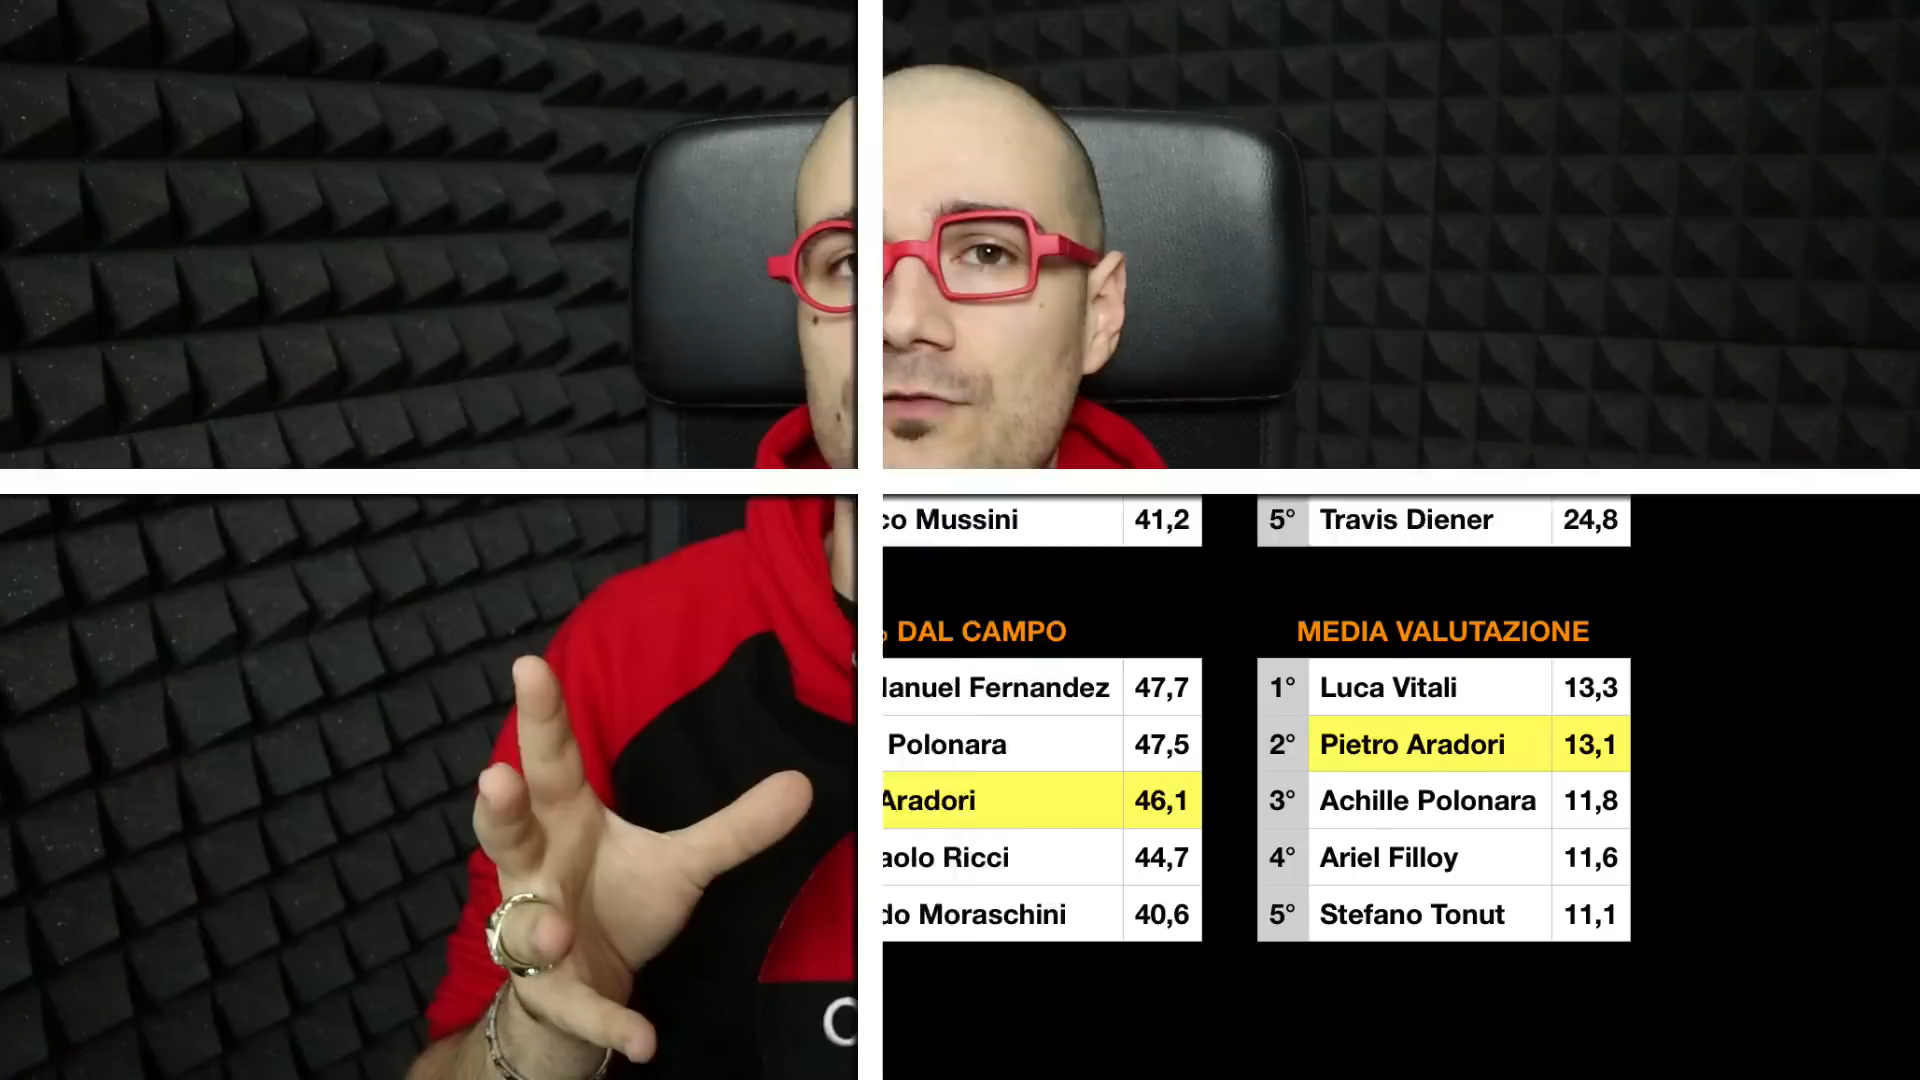 co Mussini 41,2
5° Travis Diener 24,8
DAL CAMPO
anuel Fernandez 47,7
Polonara 47,5
Aradori 46,1
aolo Ricci 44,7
do Moraschini 40,6
MEDIA VALUTAZIONE
1° Luca Vitali 13,3
2° Pietro Aradori 13,1
3° Achille Polonara 11,8
4° Ariel Filloy 11,6
5° Stefano Tonut 11,1